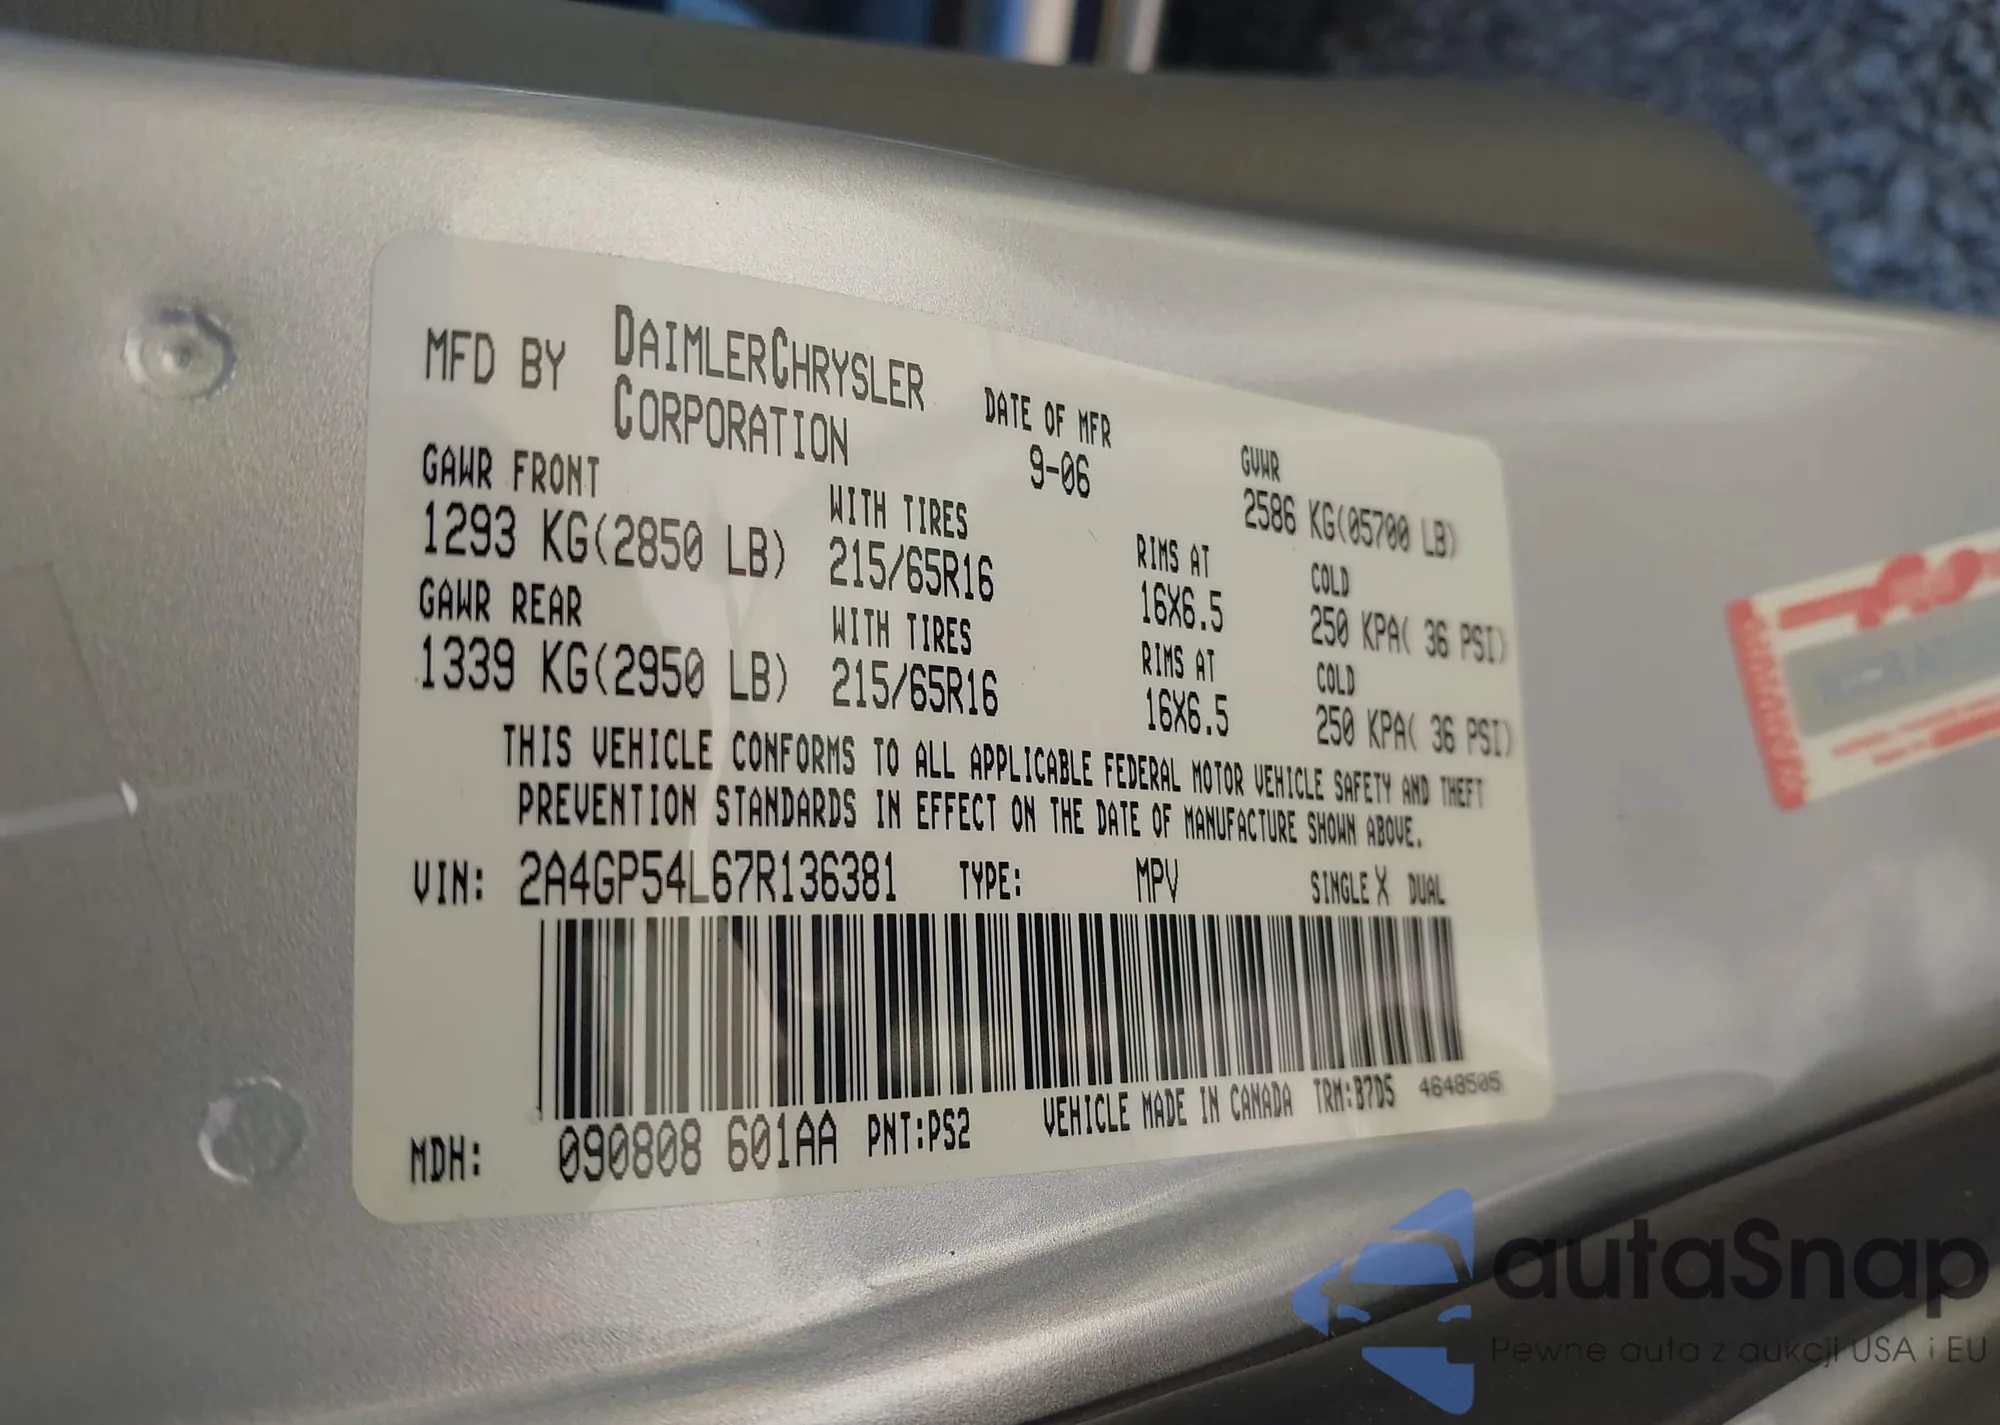 MFD BY DAIMLERCHRYSLER CORPORATION
DATE OF MFR
9-06
GVWR
2586 KG(05700 LB)
GAWR FRONT
1293 KG(2850 LB)
WITH TIRES
215/65R16
RIMS AT
16X6.5
COLD
250 KPA( 36 PSI)
GAWR REAR
1339 KG(2950 LB)
WITH TIRES
215/65R16
RIMS AT
16X6.5
COLD
250 KPA( 36 PSI)
THIS VEHICLE CONFORMS TO ALL APPLICABLE FEDERAL MOTOR VEHICLE SAFETY AND THEFT
PREVENTION STANDARDS IN EFFECT ON THE DATE OF MANUFACTURE SHOWN ABOVE.
VIN: 2A4GP54L67R136381 TYPE: MPV SINGLE X DUAL
MDH: 090808 601AA PNT:PS2 VEHICLE MADE IN CANADA TRM:B7D5 4648505
autaSnap
Pewne auta z aukcji USA i EU